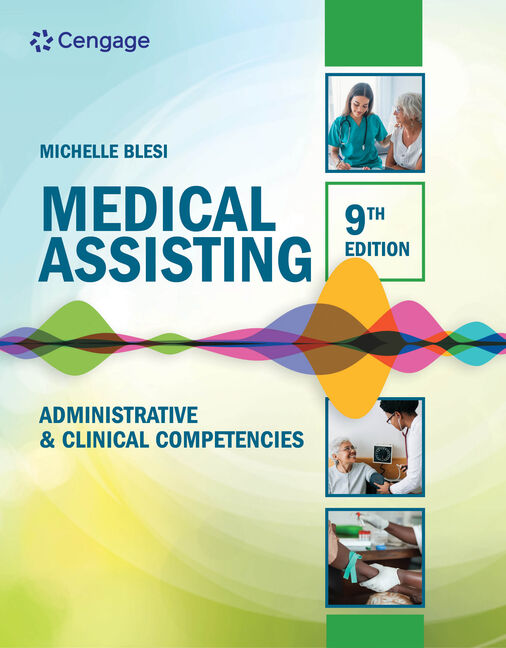 Cengage
MICHELLE BLESI
MEDICAL
ASSISTING
9TH
EDITION
ADMINISTRATIVE
& CLINICAL COMPETENCIES